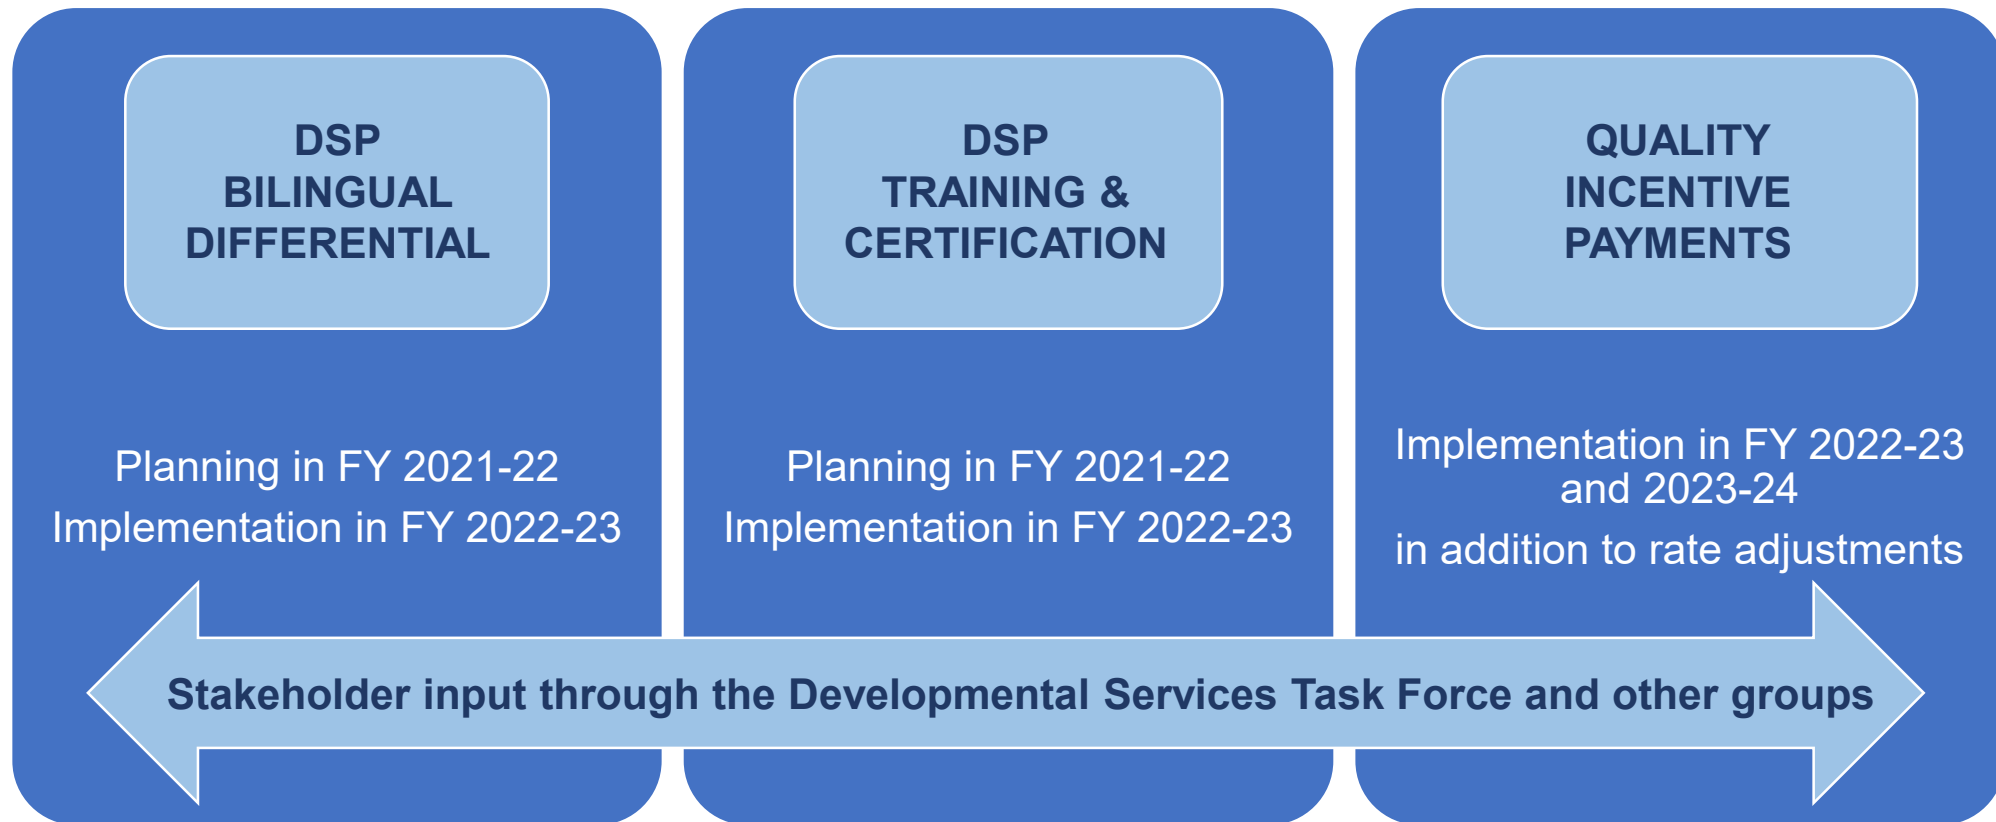 DSP
BILINGUAL
DIFFERENTIAL
Planning in FY 2021-22
Implementation in FY 2022-23
DSP
TRAINING &
CERTIFICATION
Planning in FY 2021-22
Implementation in FY 2022-23
QUALITY
INCENTIVE
PAYMENTS
Implementation in FY 2022-23
and 2023-24
in addition to rate adjustments
Stakeholder input through the Developmental Services Task Force and other groups